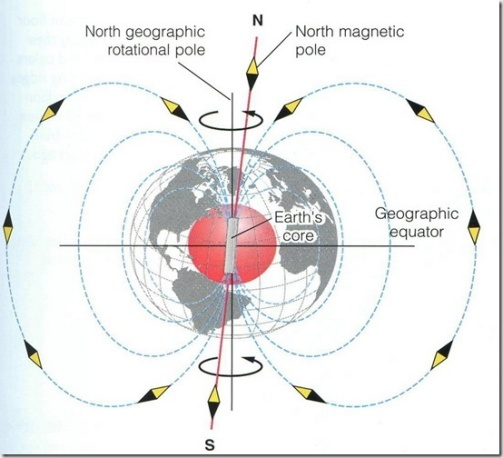 N
North geographic
rotational pole
North magnetic
pole
Earth's
core
Geographic
equator
S